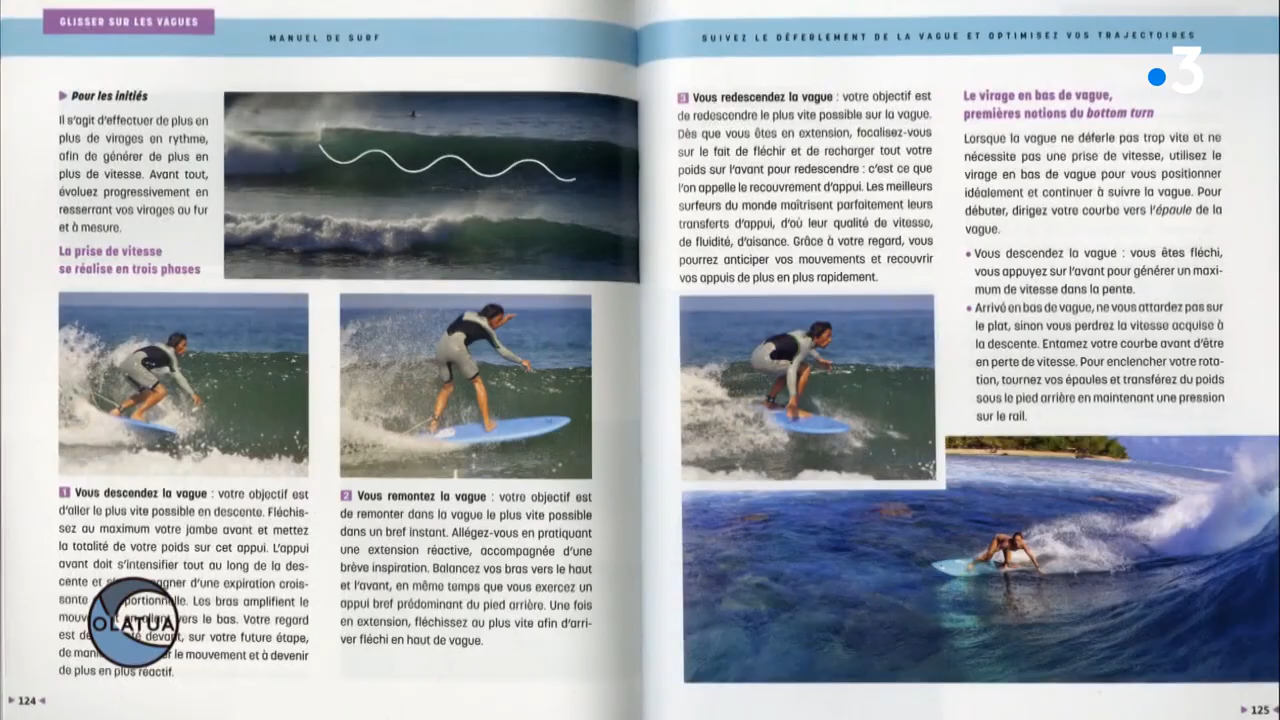 GLISSER SUR LES VAGUES
MANUEL DE SURF
Pour les initiés
Il s'agit d'effectuer de plus en
plus de virages en rythme,
afin de générer de plus en
plus de vitesse. Avant tout,
évoluez progressivement en
resserrant vos virages au fur
et à mesure.
La prise de vitesse
se réalise en trois phases
1 Vous descendez la vague : votre objectif est
d'aller le plus vite possible en descente. Fléchis-
sez au maximum votre jambe avant et mettez
la totalité de votre poids sur cet appui. L'appui
avant doit s'intensifier tout au long de la des-
cente et d'une expiration crois-
sante Les bras amplifient le
vers le bas. Votre regard
est devant, sur votre future étape,
de le mouvement et à devenir
de plus en plus réactif.
OLATUA
124
2 Vous remontez la vague : votre objectif est
de remonter dans la vague le plus vite possible
dans un bref instant. Allégez-vous en pratiquant
une extension réactive, accompagnée d'une
brève inspiration. Balancez vos bras vers le haut
et l'avant, en même temps que vous exercez un
appui bref prédominant du pied arrière. Une fois
en extension, fléchissez au plus vite afin d'arri-
ver fléchi en haut de vague.
SUIVEZ LE DÉFERLEMENT DE LA VAGUE ET OPTIMISEZ VOS TRAJECTOIRES
3
3 Vous redescendez la vague : votre objectif est
de redescendre le plus vite possible sur la vague.
Dès que vous êtes en extension, focalisez-vous
sur le fait de fléchir et de recharger tout votre
poids sur l'avant pour redescendre : c'est ce que
l'on appelle le recouvrement d'appui. Les meilleurs
surfeurs du monde maîtrisent parfaitement leurs
transferts d'appui, d'où leur qualité de vitesse,
de fluidité, d'aisance. Grâce à votre regard, vous
pourrez anticiper vos mouvements et recouvrir
vos appuis de plus en plus rapidement.
Le virage en bas de vague,
premières notions du bottom turn
Lorsque la vague ne déferle pas trop vite et ne
nécessite pas une prise de vitesse, utilisez le
virage en bas de vague pour vous positionner
idéalement et continuer à suivre la vague. Pour
débuter, dirigez votre courbe vers l'épaule de la
vague.
• Vous descendez la vague : vous êtes fléchi,
vous appuyez sur l'avant pour générer un maxi-
mum de vitesse dans la pente.
• Arrivé en bas de vague, ne vous attardez pas sur
le plat, sinon vous perdrez la vitesse acquise à
la descente. Entamez votre courbe avant d'être
en perte de vitesse. Pour enclencher votre rota-
tion, tournez vos épaules et transférez du poids
sous le pied arrière en maintenant une pression
sur le rail.
125